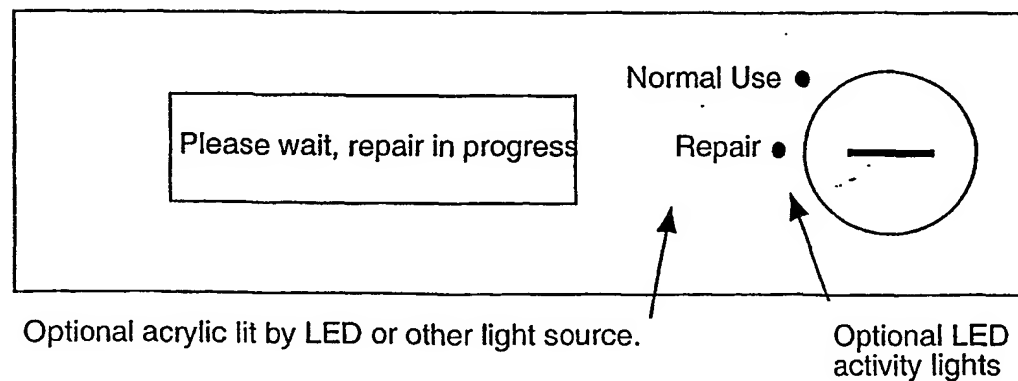 Normal Use
Please wait, repair in progress
Repair
Optional acrylic lit by LED or other light source.
Optional LED
activity lights